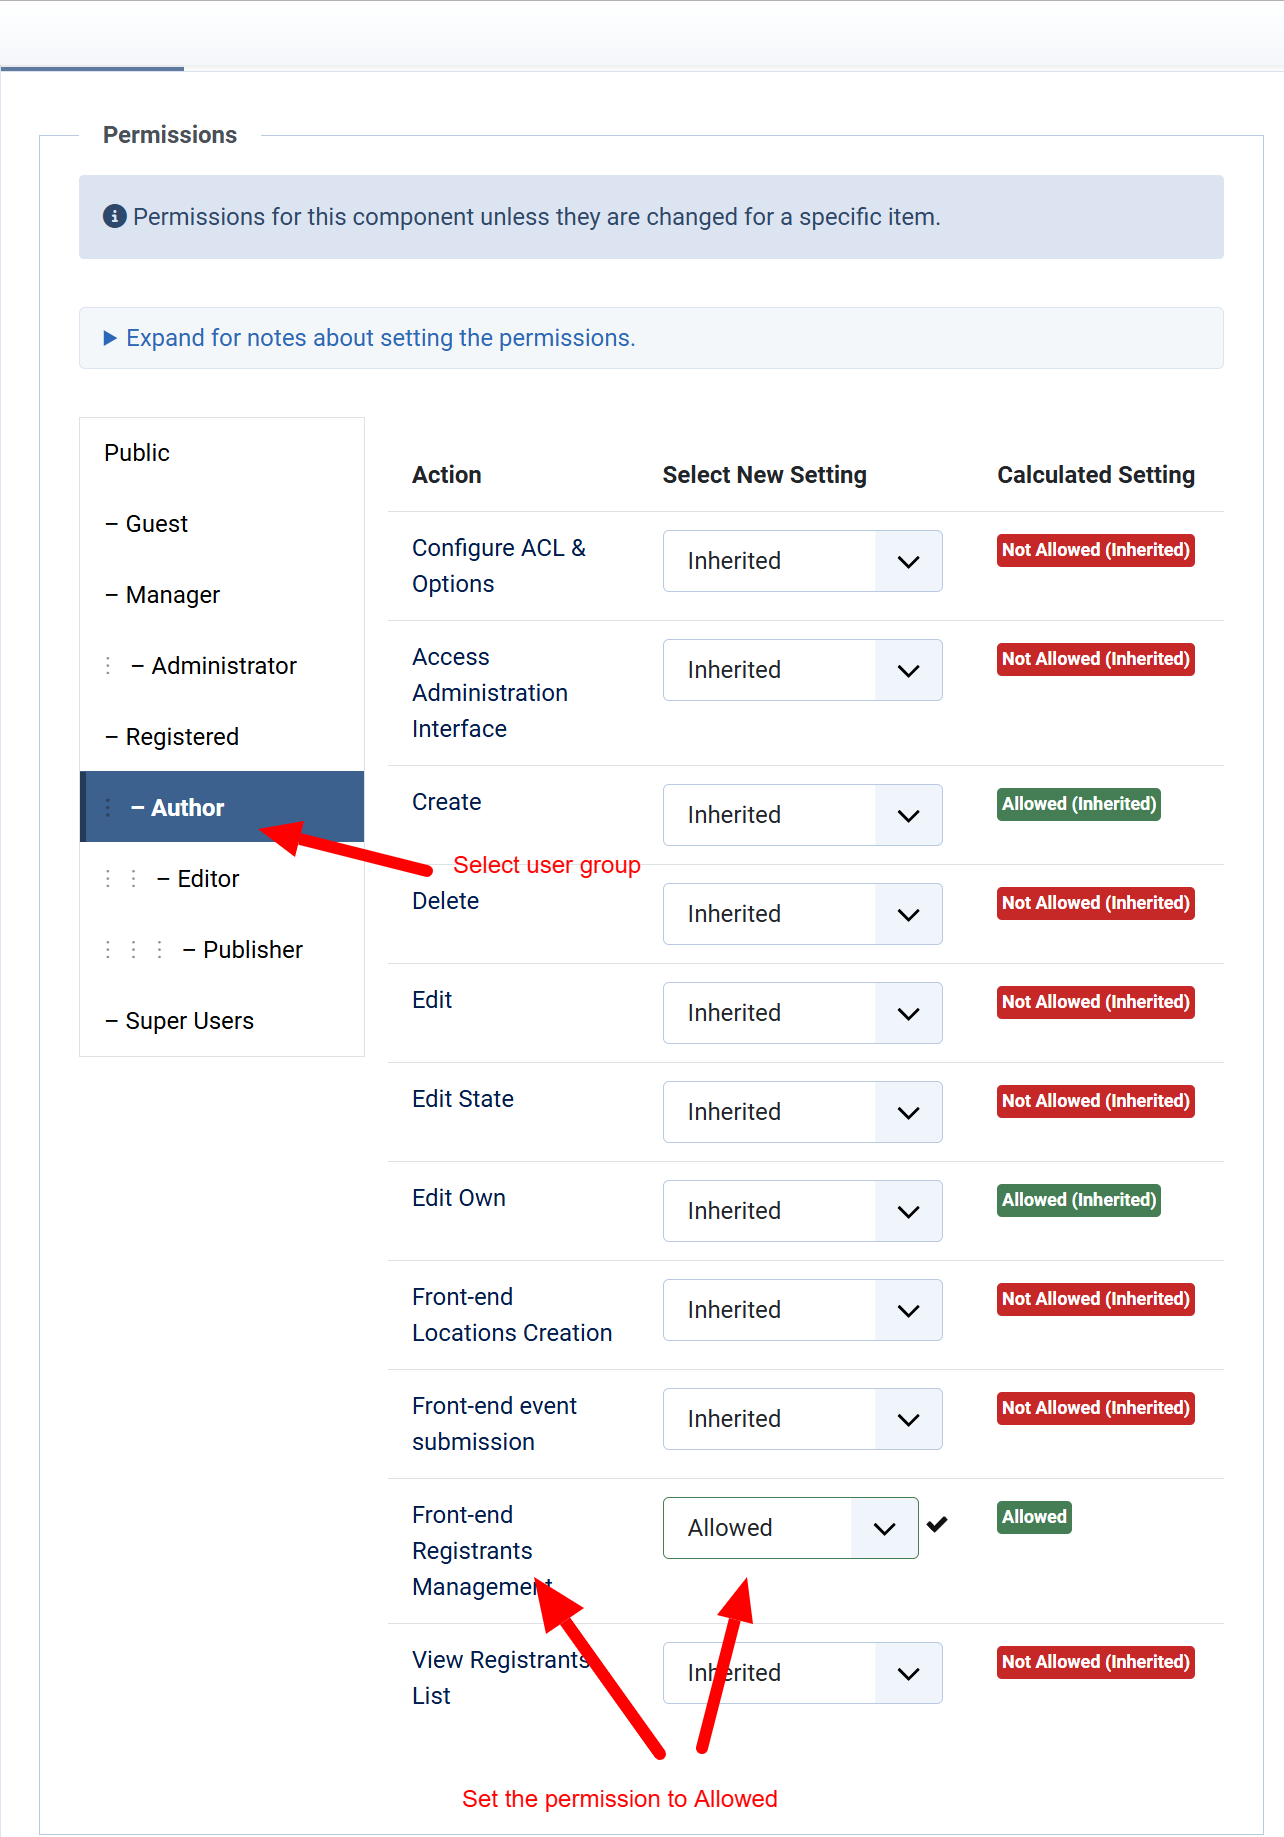 Permissions
Permissions for this component unless they are changed for a specific item.
Expand for notes about setting the permissions.
Public
– Guest
– Manager
– Administrator
– Registered
– Author
– Editor
– Publisher
– Super Users
Select user group
Action Select New Setting Calculated Setting
Configure ACL &
Options
Inherited
Not Allowed (Inherited)
Access
Administration
Interface
Inherited
Not Allowed (Inherited)
Create
Inherited
Allowed (Inherited)
Delete
Inherited
Not Allowed (Inherited)
Edit
Inherited
Not Allowed (Inherited)
Edit State
Inherited
Not Allowed (Inherited)
Edit Own
Inherited
Allowed (Inherited)
Front-end
Locations Creation
Inherited
Not Allowed (Inherited)
Front-end event
submission
Inherited
Not Allowed (Inherited)
Front-end
Registrants
Management
Allowed
Allowed
View Registrants
List
Inherited
Not Allowed (Inherited)
Set the permission to Allowed